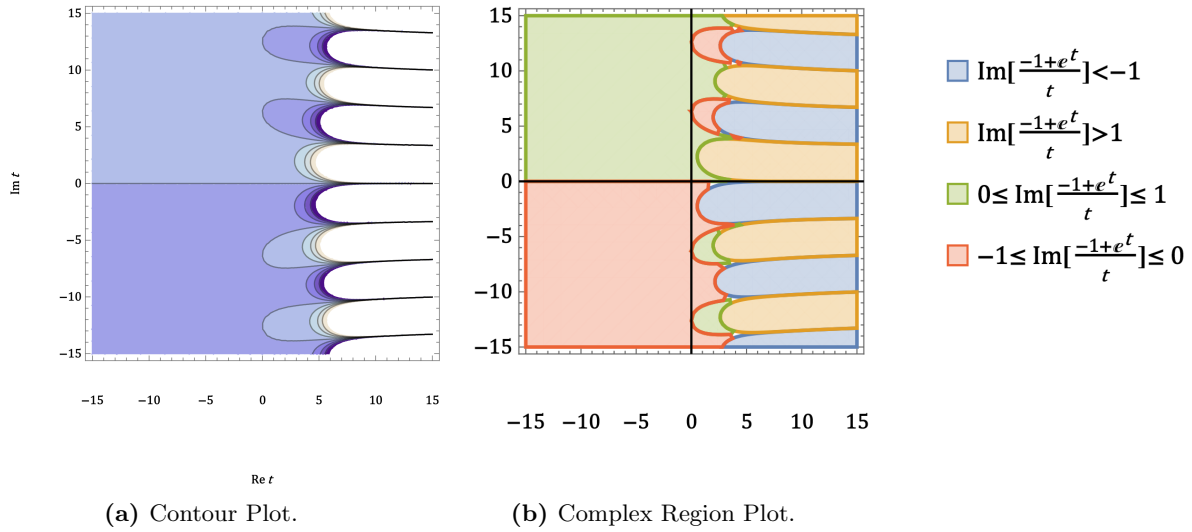 15
10
5
0
−5
−10
−15
Im t
−15 −10 −5 0 5 10 15
Re t
(a) Contour Plot.
15
10
5
0
−5
−10
−15
−15 −10 −5 0 5 10 15
(b) Complex Region Plot.
Im[(-1+ⅇ^t)/t]<-1
Im[(-1+ⅇ^t)/t]>1
0≤ Im[(-1+ⅇ^t)/t]≤ 1
−1≤ Im[(-1+ⅇ^t)/t]≤ 0